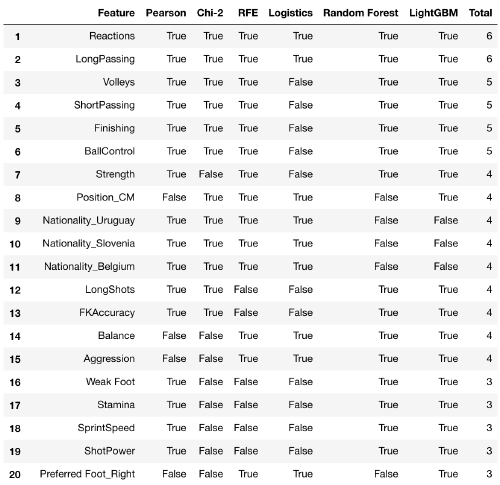 Feature Pearson Chi-2 RFE Logistics Random Forest LightGBM Total
1 Reactions True True True True True True 6
2 LongPassing True True True True True True 6
3 Volleys True True True False True True 5
4 ShortPassing True True True False True True 5
5 Finishing True True True False True True 5
6 BallControl True True True False True True 5
7 Strength True False True False True True 4
8 Position_CM False True True True False True 4
9 Nationality_Uruguay True True True True False False 4
10 Nationality_Slovenia True True True True False False 4
11 Nationality_Belgium True True True True False False 4
12 LongShots True True False False True True 4
13 FKAccuracy True True False False True True 4
14 Balance False False True True True True 4
15 Aggression False False True True True True 4
16 Weak Foot True False False False True True 3
17 Stamina True False False False True True 3
18 SprintSpeed True False False False True True 3
19 ShotPower True False False False True True 3
20 Preferred Foot_Right False False True True False True 3